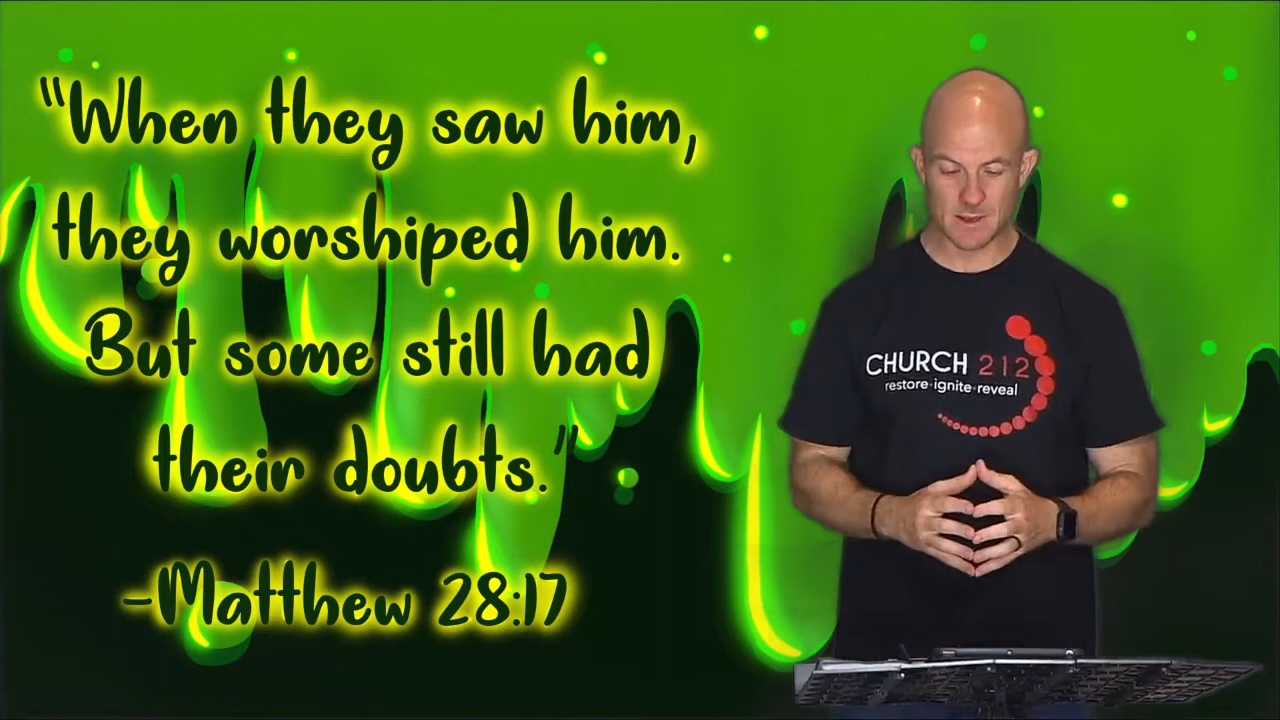 “When they saw him,
they worshiped him.
But some still had
their doubts.”
-Matthew 28:17
CHURCH 212
restore·ignite·reveal